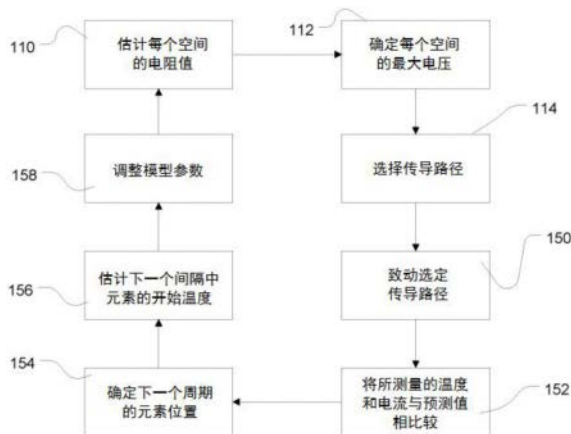 110
估计每个空间
的电阻值
112
确定每个空间
的最大电压
114
选择传导路径
150
致动选定
传导路径
152
将所测量的温度
和电流与预测值
相比较
154
确定下一个周期
的元素位置
156
估计下一个间隔中
元素的开始温度
158
调整模型参数